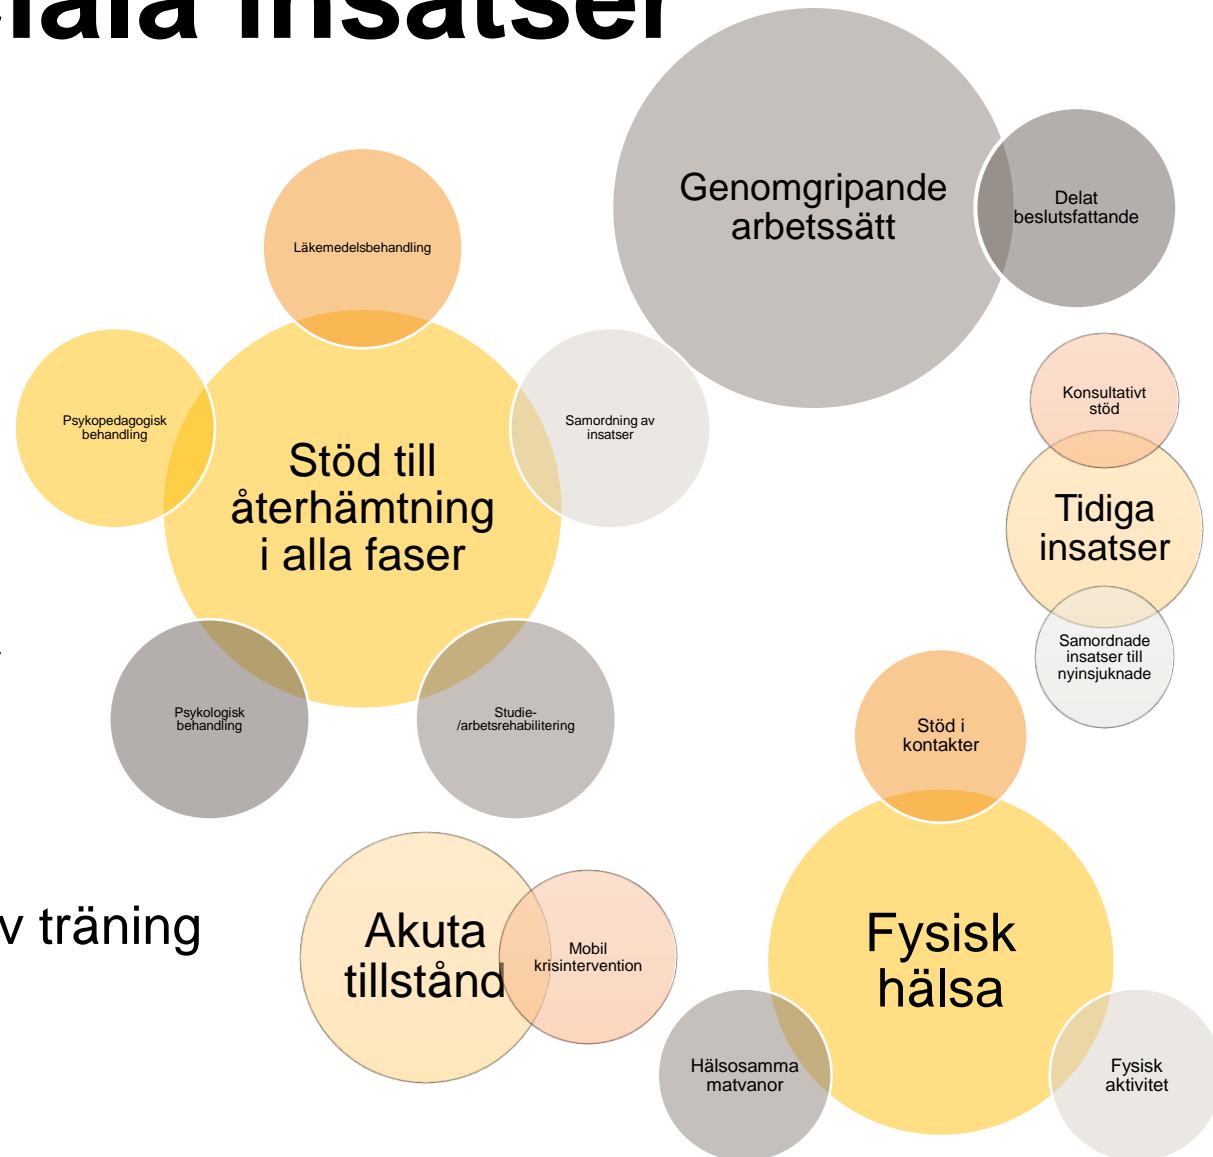 ciala insatser
Genomgripande
arbetssätt
Delat
beslutsfattande
Läkemedelsbehandling
Psykopedagogisk
behandling
Samordning av
insatser
Stöd till
återhämtning
i alla faser
Psykologisk
behandling
Studie-
/arbetsrehabilitering
Konsultativt
stöd
Tidiga
insatser
Samordnade
insatser till
nyinsjuknade
Akuta
tillstånd
Mobil
krisintervention
v träning
Stöd i
kontakter
Fysisk
hälsa
Hälsosamma
matvanor
Fysisk
aktivitet